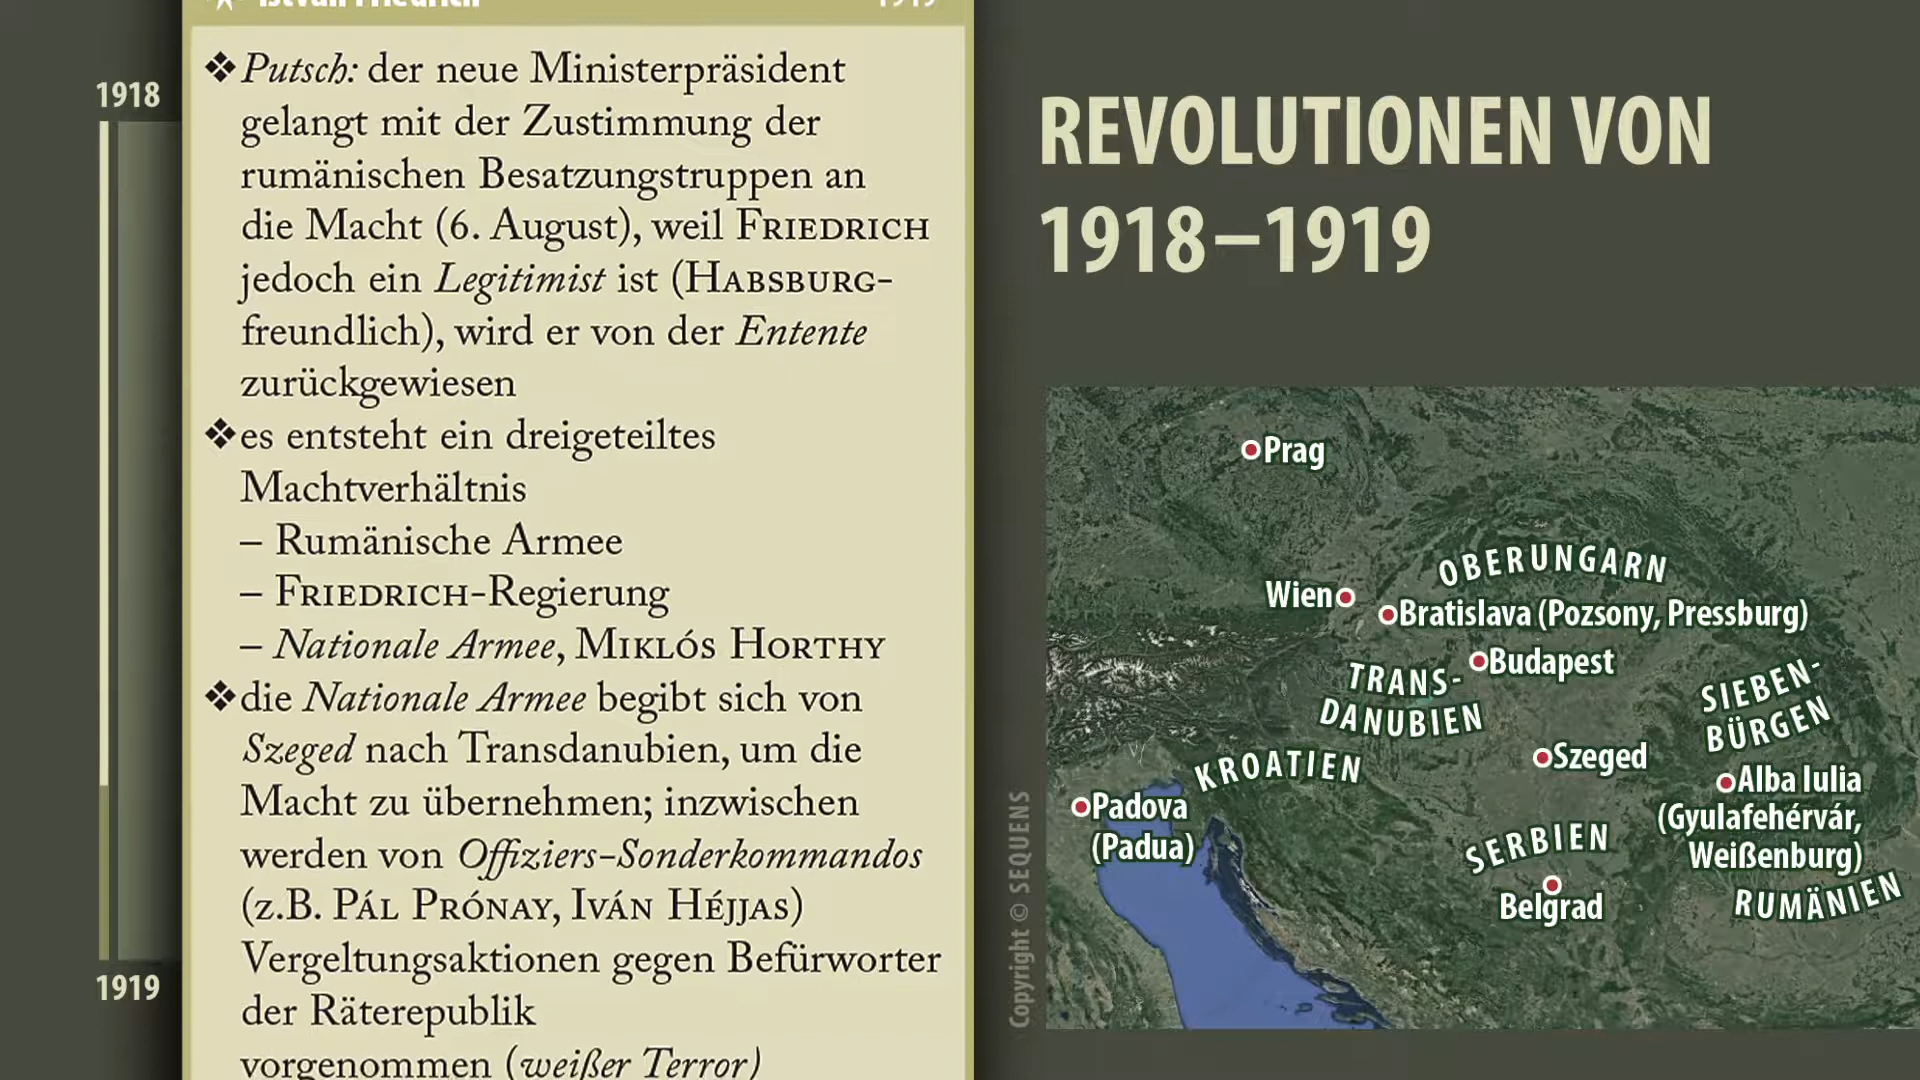 István Friedrich 1919
❖ Putsch: der neue Ministerpräsident
gelangt mit der Zustimmung der
rumänischen Besatzungstruppen an
die Macht (6. August), weil FRIEDRICH
jedoch ein Legitimist ist (HABSBURG-
freundlich), wird er von der Entente
zurückgewiesen
❖ es entsteht ein dreigeteiltes
Machtverhältnis
– Rumänische Armee
– FRIEDRICH-Regierung
– Nationale Armee, MIKLÓS HORTHY
❖ die Nationale Armee begibt sich von
Szeged nach Transdanubien, um die
Macht zu übernehmen; inzwischen
werden von Offiziers-Sonderkommandos
(z.B. PÁL PRÓNAY, IVÁN HÉJJAS)
Vergeltungsaktionen gegen Befürworter
der Räterepublik
vorgenommen (weißer Terror)
1918
1919
REVOLUTIONEN VON
1918–1919
Prag
OBERUNGARN
Wien
Bratislava (Pozsony, Pressburg)
Budapest
TRANS-
DANUBIEN
SIEBEN-
BÜRGEN
Szeged
KROATIEN
Alba Iulia
(Gyulafehérvár,
Weißenburg)
Padova
(Padua)
SERBIEN
Belgrad
RUMÄNIEN
Copyright © SEQUENS